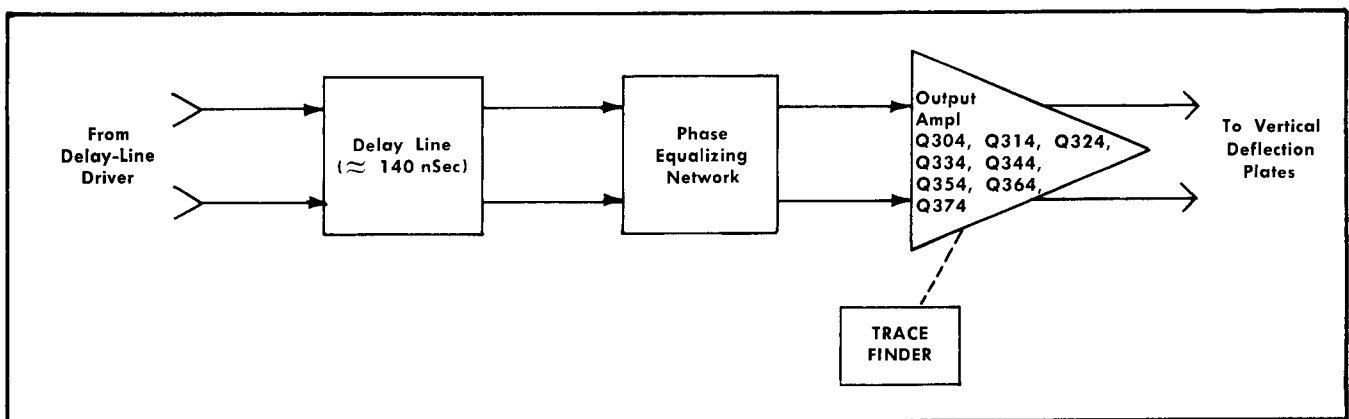 From
Delay-Line
Driver
Delay Line
(≈ 140 nSec)
Phase
Equalizing
Network
Output
Ampl
Q304, Q314, Q324,
Q334, Q344,
Q354, Q364,
Q374
To Vertical
Deflection
Plates
TRACE
FINDER